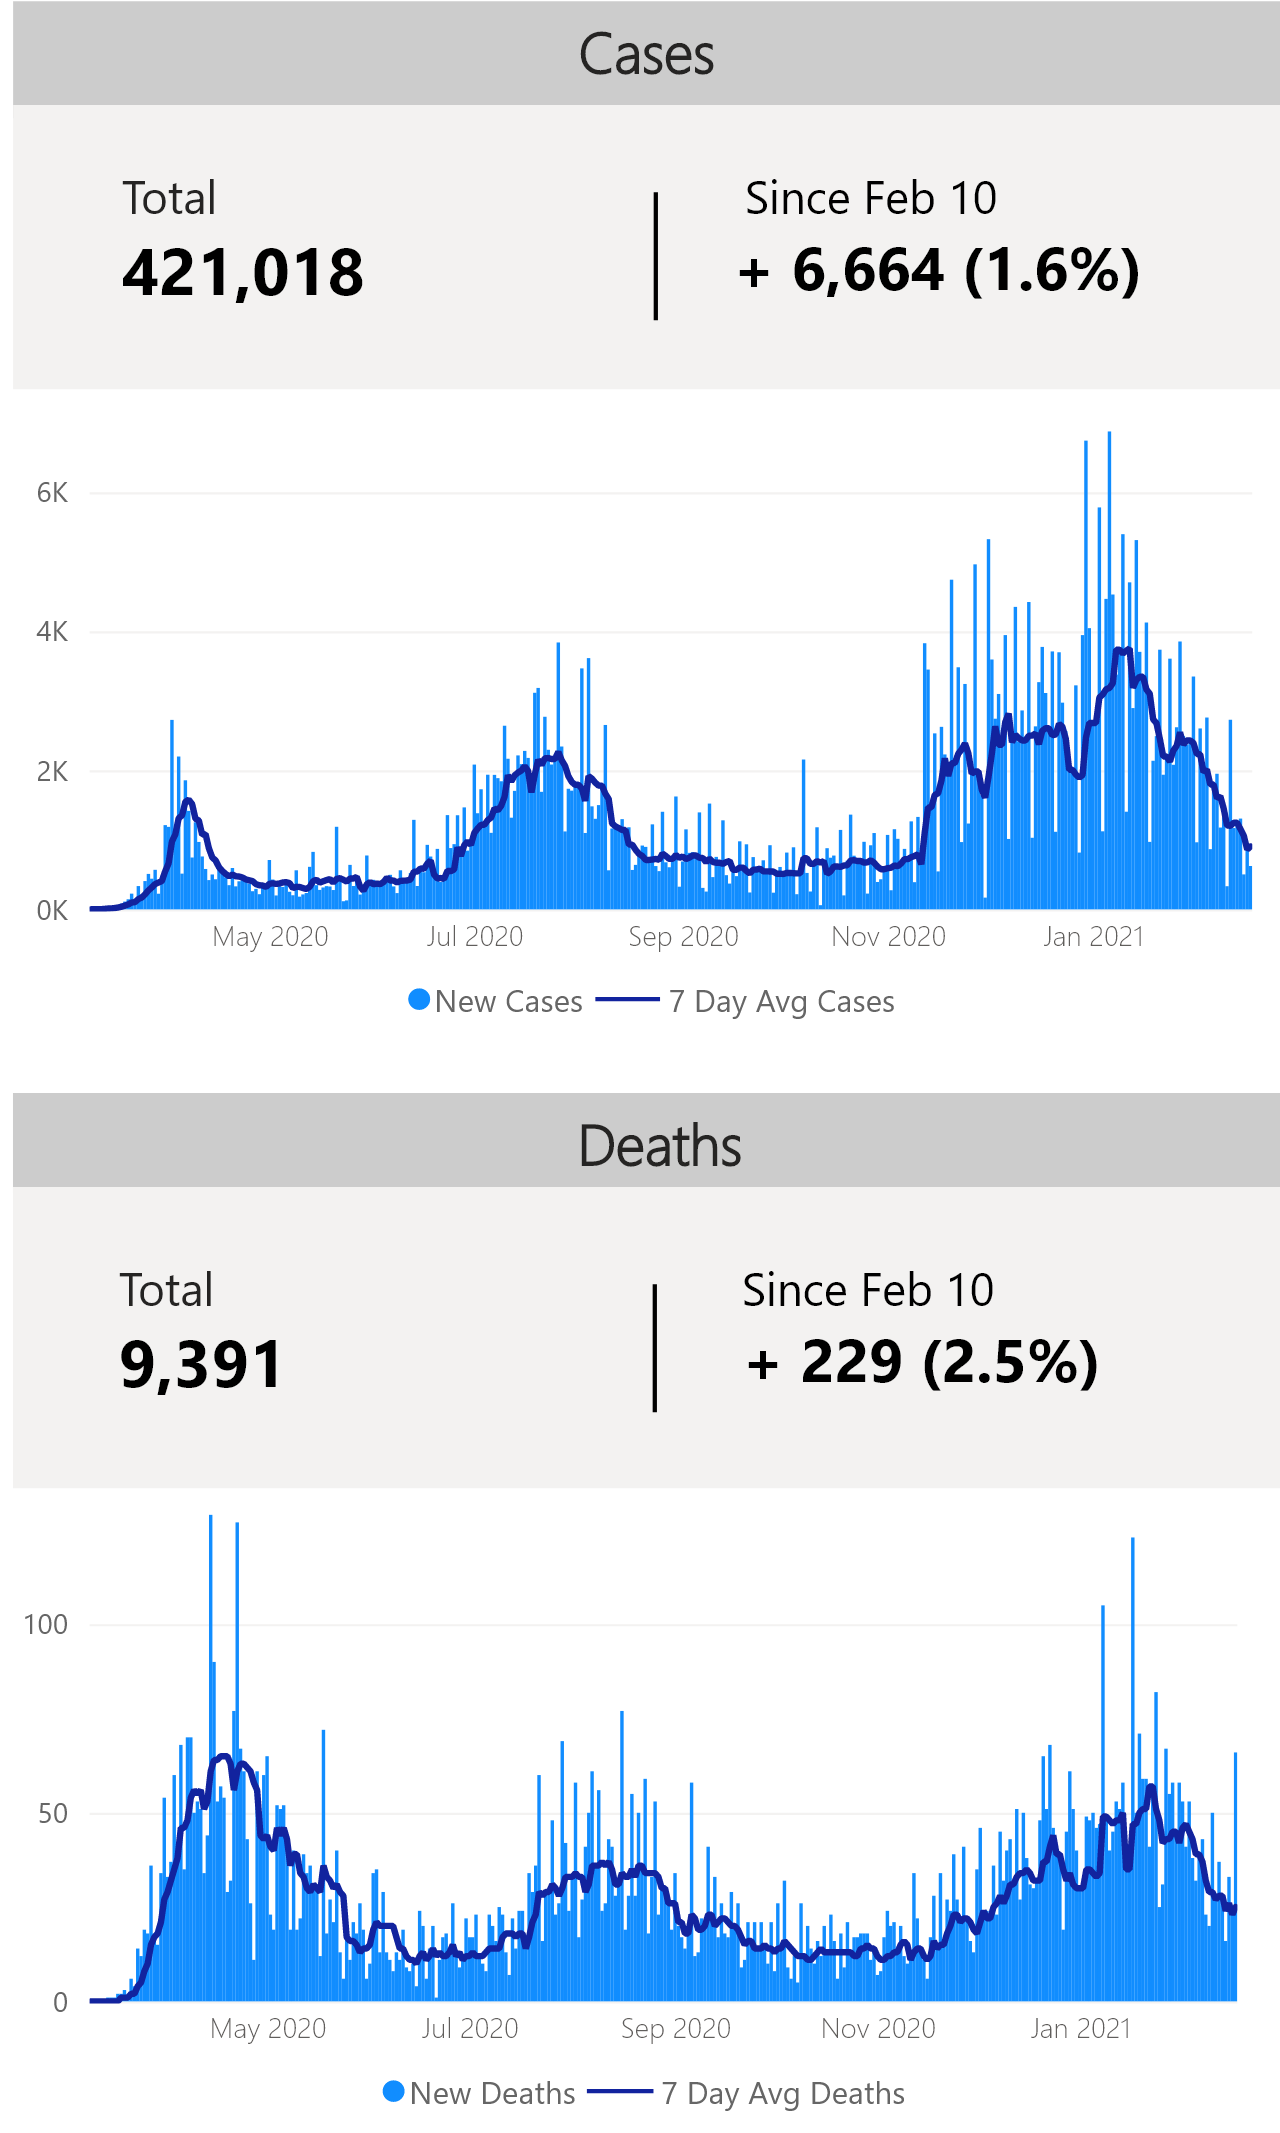 Cases
Total
Since Feb 10
421,018
+ 6,664 (1.6%)
6K
4K
2K
0K
May 2020
Jul 2020
Sep 2020
Nov 2020
Jan 2021
New Cases
7 Day Avg Cases
Deaths
Total
Since Feb 10
9,391
+ 229 (2.5%)
100
50
0
May 2020
Jul 2020
Sep 2020
Nov 2020
Jan 2021
New Deaths
7 Day Avg Deaths